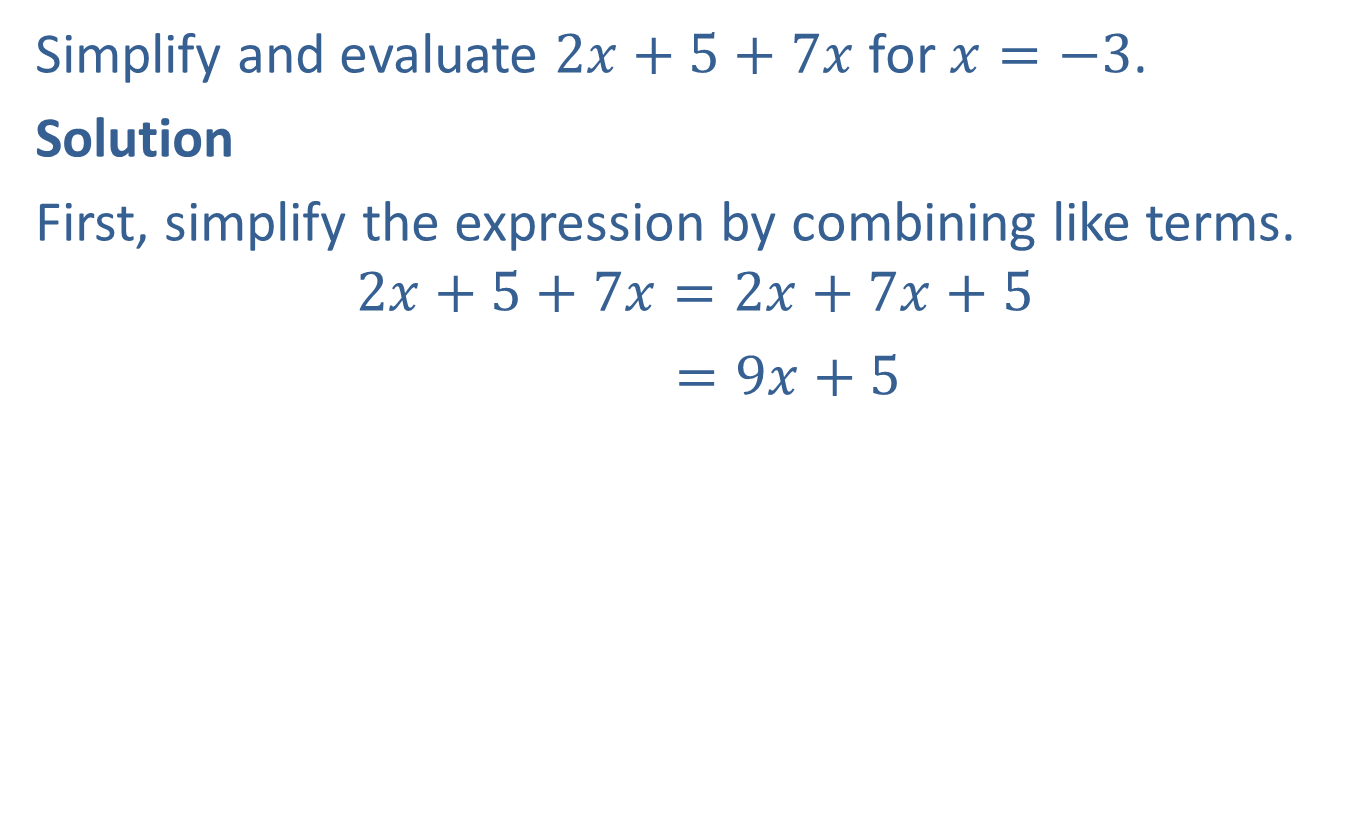 Simplify and evaluate 2𝑥 + 5 + 7𝑥 for 𝑥 = −3.
Solution
First, simplify the expression by combining like terms.
2𝑥 + 5 + 7𝑥 = 2𝑥 + 7𝑥 + 5
= 9𝑥 + 5